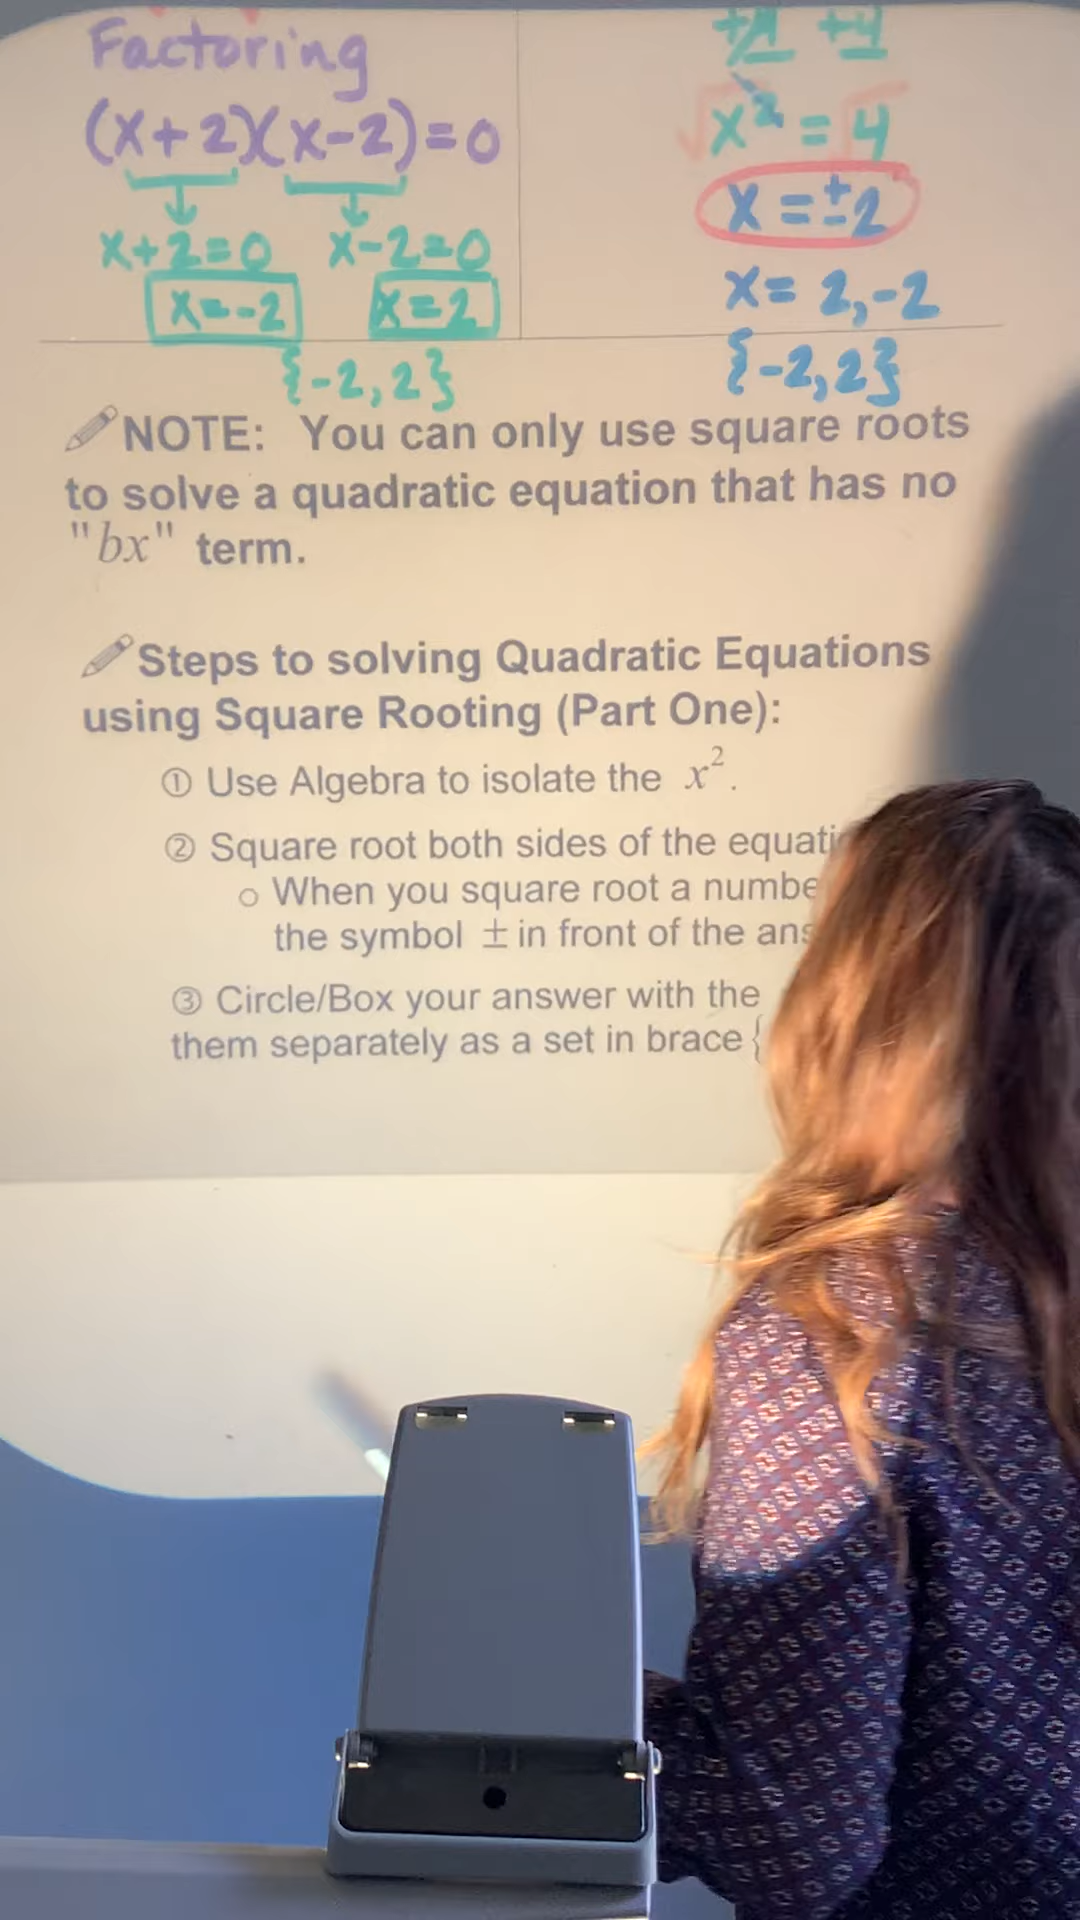 Factoring
(x+2)(x-2)=0
x+2=0 x-2=0
x=-2 x=2
{-2,2}
+4 +4
√x² = √4
x = ±2
x= 2,-2
{-2,2}
NOTE: You can only use square roots
to solve a quadratic equation that has no
"bx" term.
Steps to solving Quadratic Equations
using Square Rooting (Part One):
① Use Algebra to isolate the x².
② Square root both sides of the
○ When you square root a
the symbol ± in front of the
③ Circle/Box your answer with the
them separately as a set in brace {